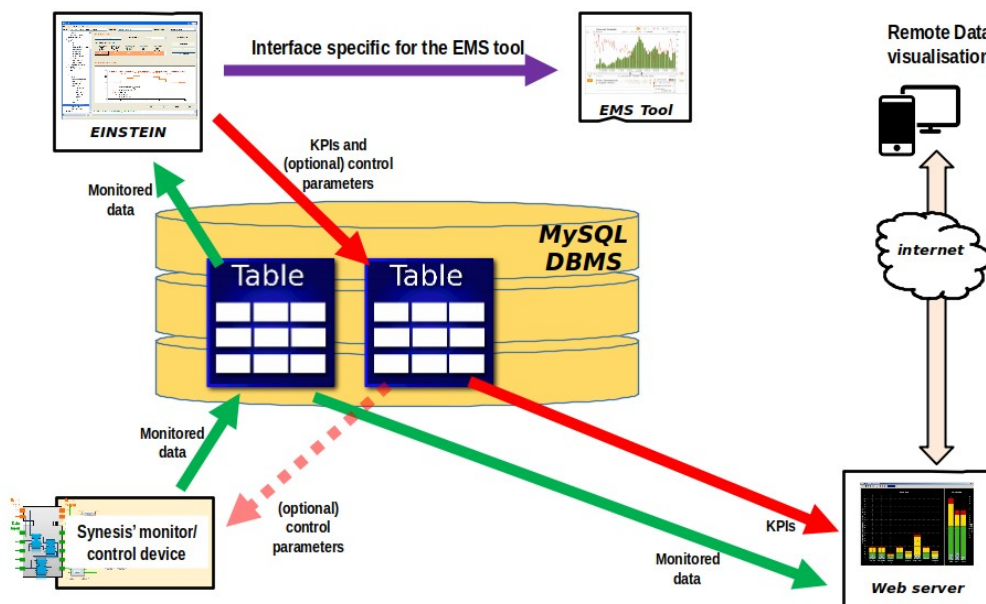 Interface specific for the EMS tool
Remote Data
visualisation
EINSTEIN
EMS Tool
KPIs and
(optional) control
parameters
Monitored
data
MySQL
DBMS
internet
Table
Table
Monitored
data
(optional)
control
parameters
Synesis' monitor/
control device
KPIs
Monitored
data
Web server